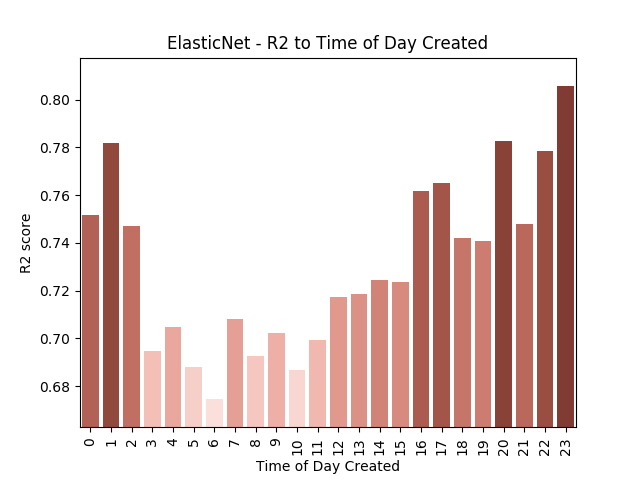 ElasticNet - R2 to Time of Day Created
R2 score
0.80
0.78
0.76
0.74
0.72
0.70
0.68
0 1 2 3 4 5 6 7 8 9 10 11 12 13 14 15 16 17 18 19 20 21 22 23
Time of Day Created